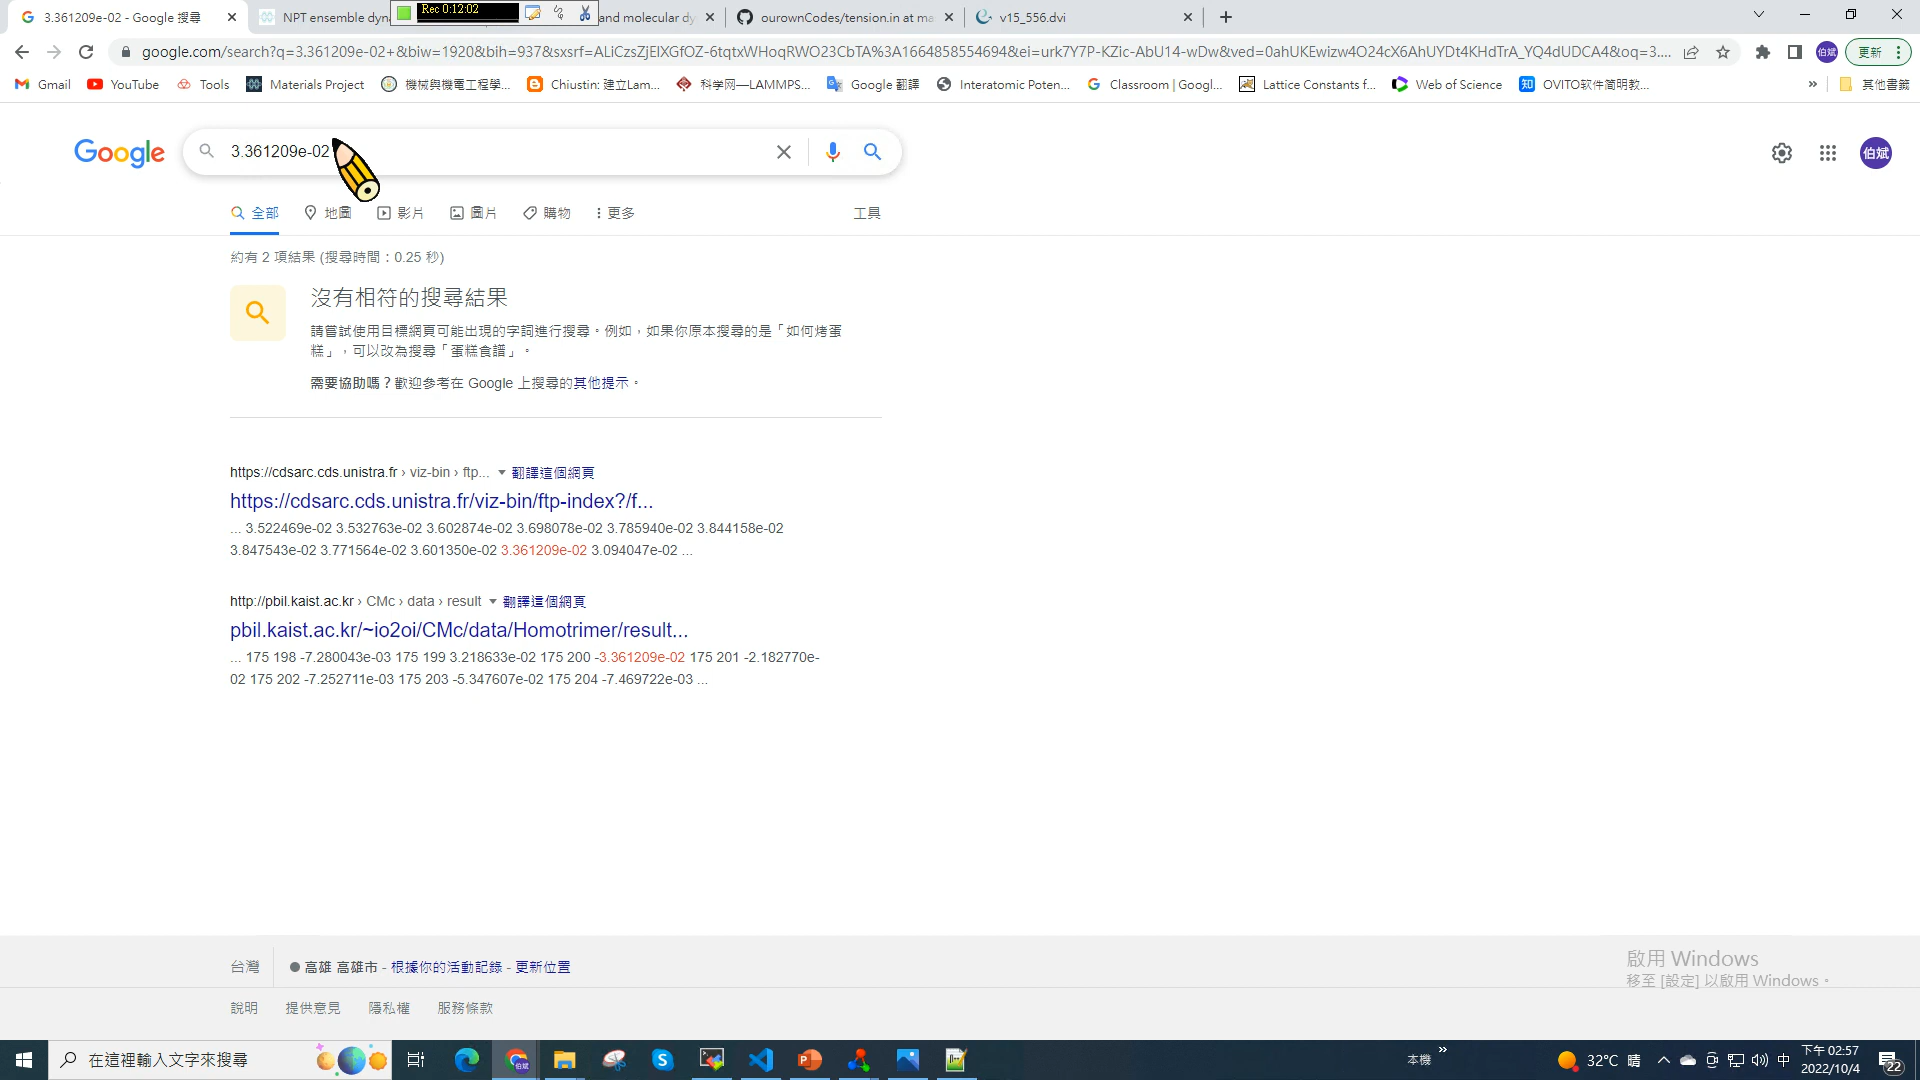 3.361209e-02 - Google 搜尋
NPT ensemble dyn
Rec 0:12:02
and molecular dy
ourownCodes/tension.in at ma
v15_556.dvi
google.com/search?q=3.361209e-02+&biw=1920&bih=937&sxsrf=ALiCzsZjEIXGfOZ-6tqtxWHoqRWO23CbTA%3A1664858554694&ei=urk7Y7P-KZic-AbU14-wDw&ved=0ahUKEwizw4O24cX6AhUYDt4KHdTrA_YQ4dUDCA4&oq=3....
伯斌
更新
Gmail
YouTube
Tools
Materials Project
機械與機電工程學...
Chiustin: 建立Lam...
科学网—LAMMPS...
Google 翻譯
Interatomic Poten...
Classroom | Googl...
Lattice Constants f...
Web of Science
知
OVITO软件简明教...
»
其他書籤
Google
3.361209e-02
伯斌
全部
地圖
影片
圖片
購物
更多
工具
約有 2 項結果 (搜尋時間：0.25 秒)
沒有相符的搜尋結果
請嘗試使用目標網頁可能出現的字詞進行搜尋。例如，如果你原本搜尋的是「如何烤蛋
糕」，可以改為搜尋「蛋糕食譜」。
需要協助嗎？歡迎參考在 Google 上搜尋的其他提示。
https://cdsarc.cds.unistra.fr › viz-bin › ftp... 翻譯這個網頁
https://cdsarc.cds.unistra.fr/viz-bin/ftp-index?/f...
... 3.522469e-02 3.532763e-02 3.602874e-02 3.698078e-02 3.785940e-02 3.844158e-02
3.847543e-02 3.771564e-02 3.601350e-02 3.361209e-02 3.094047e-02 ...
http://pbil.kaist.ac.kr › CMc › data › result 翻譯這個網頁
pbil.kaist.ac.kr/~io2oi/CMc/data/Homotrimer/result...
... 175 198 -7.280043e-03 175 199 3.218633e-02 175 200 -3.361209e-02 175 201 -2.182770e-
02 175 202 -7.252711e-03 175 203 -5.347607e-02 175 204 -7.469722e-03 ...
啟用 Windows
移至 [設定] 以啟用 Windows。
台灣
高雄 高雄市 - 根據你的活動記錄 - 更新位置
說明
提供意見
隱私權
服務條款
在這裡輸入文字來搜尋
本機
»
32°C 晴
中
下午 02:57
2022/10/4
22